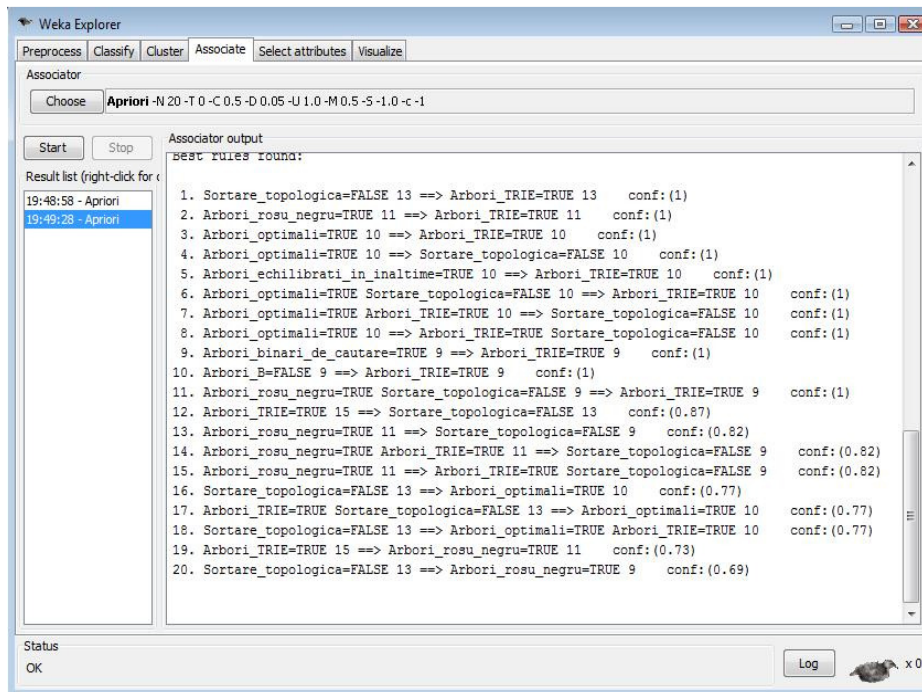 Weka Explorer
Preprocess Classify Cluster Associate Select attributes Visualize
Associator
Choose Apriori -N 20 -T 0 -C 0.5 -D 0.05 -U 1.0 -M 0.5 -S -1.0 -c -1
Start Stop
Result list (right-click for
19:48:58 - Apriori
19:49:28 - Apriori
Associator output
Best rules found:
1. Sortare_topologica=FALSE 13 ==> Arbori_TRIE=TRUE 13 conf:(1)
2. Arbori_rosu_negru=TRUE 11 ==> Arbori_TRIE=TRUE 11 conf:(1)
3. Arbori_optimali=TRUE 10 ==> Arbori_TRIE=TRUE 10 conf:(1)
4. Arbori_optimali=TRUE 10 ==> Sortare_topologica=FALSE 10 conf:(1)
5. Arbori_echilibrati_in_inaltime=TRUE 10 ==> Arbori_TRIE=TRUE 10 conf:(1)
6. Arbori_optimali=TRUE Sortare_topologica=FALSE 10 ==> Arbori_TRIE=TRUE 10 conf:(1)
7. Arbori_optimali=TRUE Arbori_TRIE=TRUE 10 ==> Sortare_topologica=FALSE 10 conf:(1)
8. Arbori_optimali=TRUE 10 ==> Arbori_TRIE=TRUE Sortare_topologica=FALSE 10 conf:(1)
9. Arbori_binari_de_cautare=TRUE 9 ==> Arbori_TRIE=TRUE 9 conf:(1)
10. Arbori_B=FALSE 9 ==> Arbori_TRIE=TRUE 9 conf:(1)
11. Arbori_rosu_negru=TRUE Sortare_topologica=FALSE 9 ==> Arbori_TRIE=TRUE 9 conf:(1)
12. Arbori_TRIE=TRUE 15 ==> Sortare_topologica=FALSE 13 conf:(0.87)
13. Arbori_rosu_negru=TRUE 11 ==> Sortare_topologica=FALSE 9 conf:(0.82)
14. Arbori_rosu_negru=TRUE Arbori_TRIE=TRUE 11 ==> Sortare_topologica=FALSE 9 conf:(0.82)
15. Arbori_rosu_negru=TRUE 11 ==> Arbori_TRIE=TRUE Sortare_topologica=FALSE 9 conf:(0.82)
16. Sortare_topologica=FALSE 13 ==> Arbori_optimali=TRUE 10 conf:(0.77)
17. Arbori_TRIE=TRUE Sortare_topologica=FALSE 13 ==> Arbori_optimali=TRUE 10 conf:(0.77)
18. Sortare_topologica=FALSE 13 ==> Arbori_optimali=TRUE Arbori_TRIE=TRUE 10 conf:(0.77)
19. Arbori_TRIE=TRUE 15 ==> Arbori_rosu_negru=TRUE 11 conf:(0.73)
20. Sortare_topologica=FALSE 13 ==> Arbori_rosu_negru=TRUE 9 conf:(0.69)
Status
OK
Log
x 0